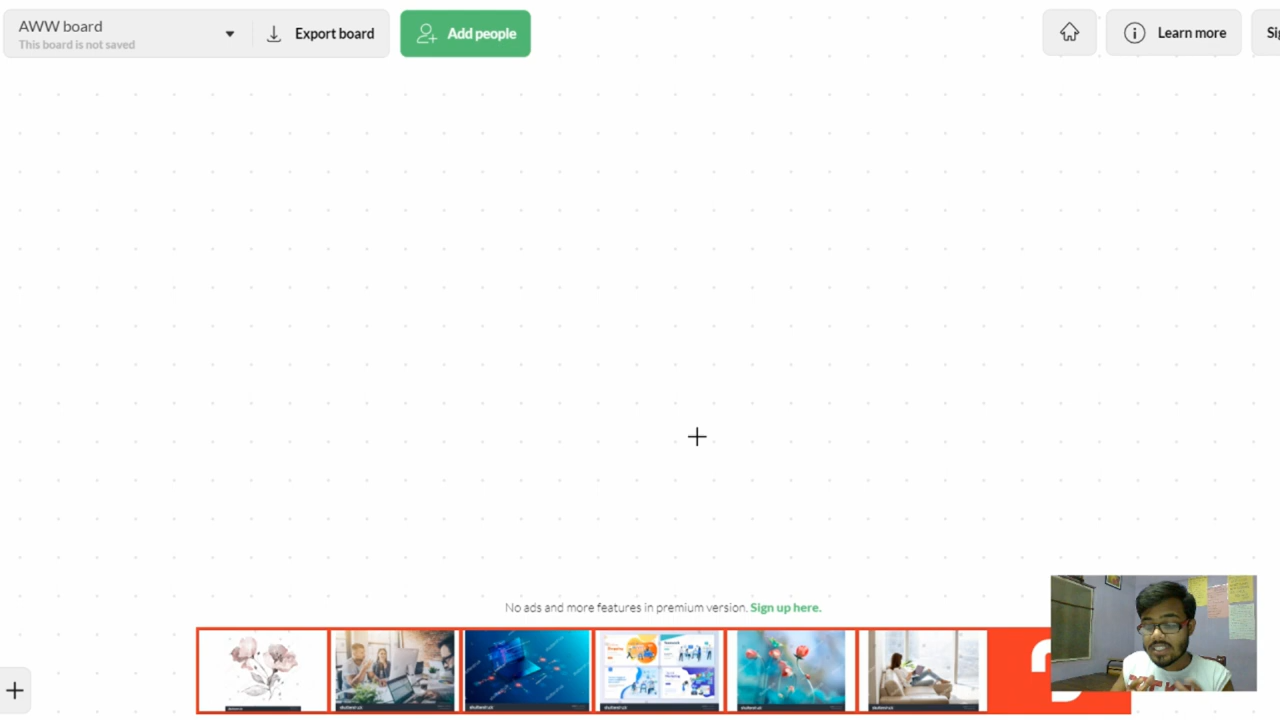 AWW board
This board is not saved
Export board
Add people
Learn more
No ads and more features in premium version. Sign up here.